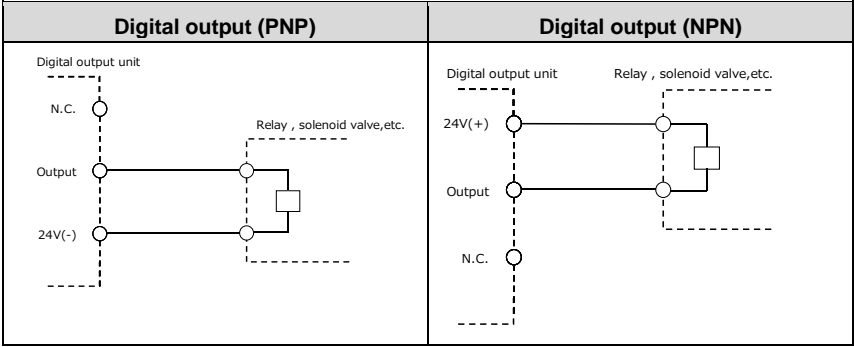 Digital output (PNP)
Digital output (NPN)
Digital output unit
N.C.
Relay , solenoid valve,etc.
Output
24V(-)
Digital output unit
Relay , solenoid valve,etc.
24V(+)
Output
N.C.